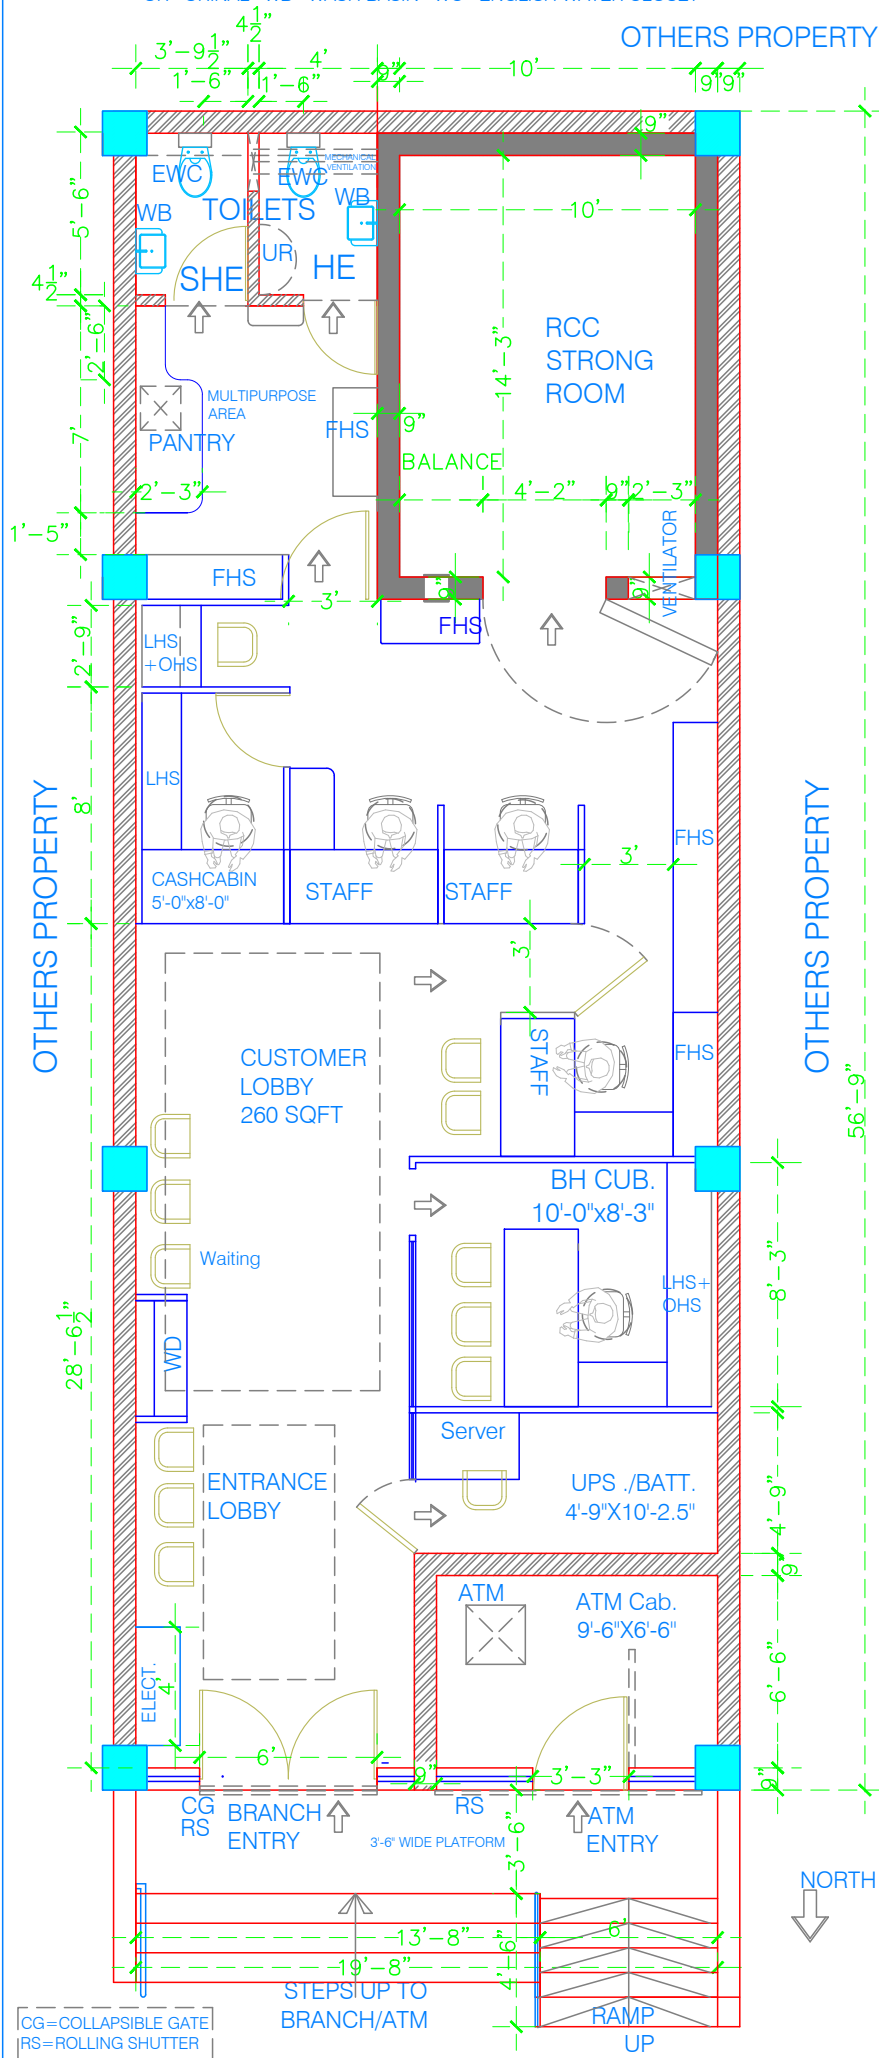 OTHERS PROPERTY
4½"
3'-9½"
4'
9"
10'
9"
9"
1'-6"
1'-6"
9"
MECHANICAL
VENTILATION
EWC
EWC
WB
WB
TOILETS
10'
5'-6"
UR
SHE
HE
4½"
2'-6"
RCC
STRONG
ROOM
14'-3"
MULTIPURPOSE
AREA
FHS
9"
7'
PANTRY
BALANCE
2'-3"
4'-2"
9"
2'-3"
1'-5"
VENTILATOR
FHS
3'
9"
9"
FHS
2'-9"
LHS
+OHS
LHS
8'
FHS
3'
CASHCABIN
5'-0"x8'-0"
STAFF
STAFF
OTHERS PROPERTY
OTHERS PROPERTY
3'
CUSTOMER
LOBBY
260 SQFT
STAFF
FHS
56'-9"
BH CUB.
10'-0"x8'-3"
Waiting
LHS+
OHS
8'-3"
28'-6½"
WD
Server
ENTRANCE
LOBBY
UPS ./BATT.
4'-9"X10'-2.5"
4'-9"
9
ATM
ATM Cab.
9'-6"X6'-6"
6'-6"
ELECT.
4'
6'
9"
3'-3"
9"
CG
RS
BRANCH
ENTRY
RS
ATM
ENTRY
3'-6" WIDE PLATFORM
3'-6"
NORTH
13'-8"
6'
19'-8"
4'-6"
STEPS UP TO
BRANCH/ATM
RAMP
UP
CG=COLLAPSIBLE GATE
RS=ROLLING SHUTTER